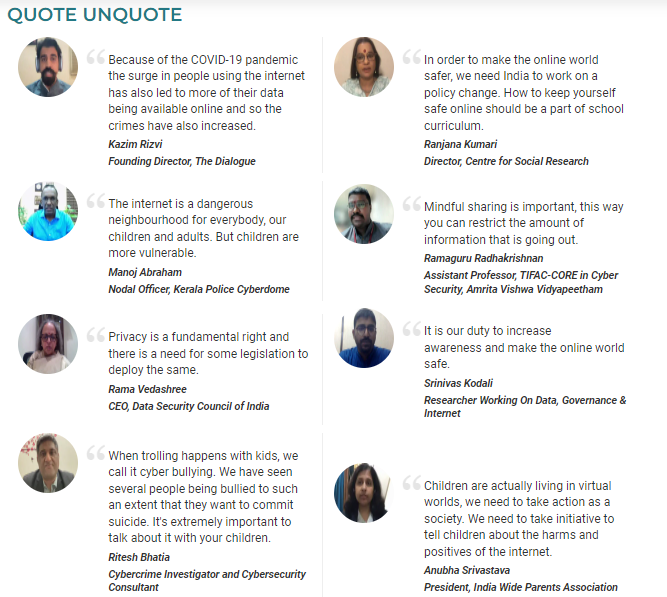 QUOTE UNQUOTE
Because of the COVID-19 pandemic
the surge in people using the internet
has also led to more of their data
being available online and so the
crimes have also increased.
Kazim Rizvi
Founding Director, The Dialogue
In order to make the online world
safer, we need India to work on a
policy change. How to keep yourself
safe online should be a part of school
curriculum.
Ranjana Kumari
Director, Centre for Social Research
The internet is a dangerous
neighbourhood for everybody, our
children and adults. But children are
more vulnerable.
Manoj Abraham
Nodal Officer, Kerala Police Cyberdome
Mindful sharing is important, this way
you can restrict the amount of
information that is going out.
Ramaguru Radhakrishnan
Assistant Professor, TIFAC-CORE in Cyber
Security, Amrita Vishwa Vidyapeetham
Privacy is a fundamental right and
there is a need for some legislation to
deploy the same.
Rama Vedashree
CEO, Data Security Council of India
It is our duty to increase
awareness and make the online world
safe.
Srinivas Kodali
Researcher Working On Data, Governance &
Internet
When trolling happens with kids, we
call it cyber bullying. We have seen
several people being bullied to such
an extent that they want to commit
suicide. It's extremely important to
talk about it with your children.
Ritesh Bhatia
Cybercrime Investigator and Cybersecurity
Consultant
Children are actually living in virtual
worlds, we need to take action as a
society. We need to take initiative to
tell children about the harms and
positives of the internet.
Anubha Srivastava
President, India Wide Parents Association